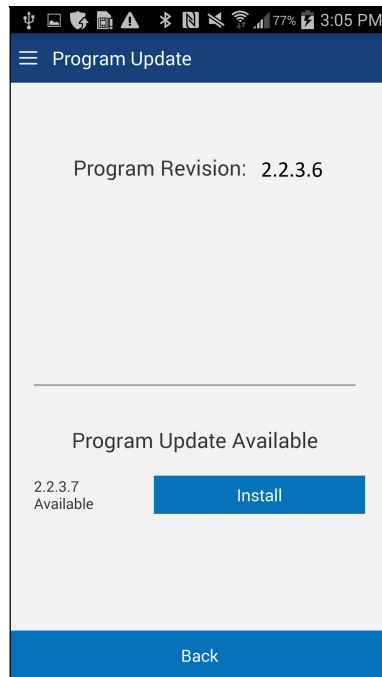 77% 3:05 PM
Program Update
Program Revision: 2.2.3.6
Program Update Available
2.2.3.7
Available
Install
Back